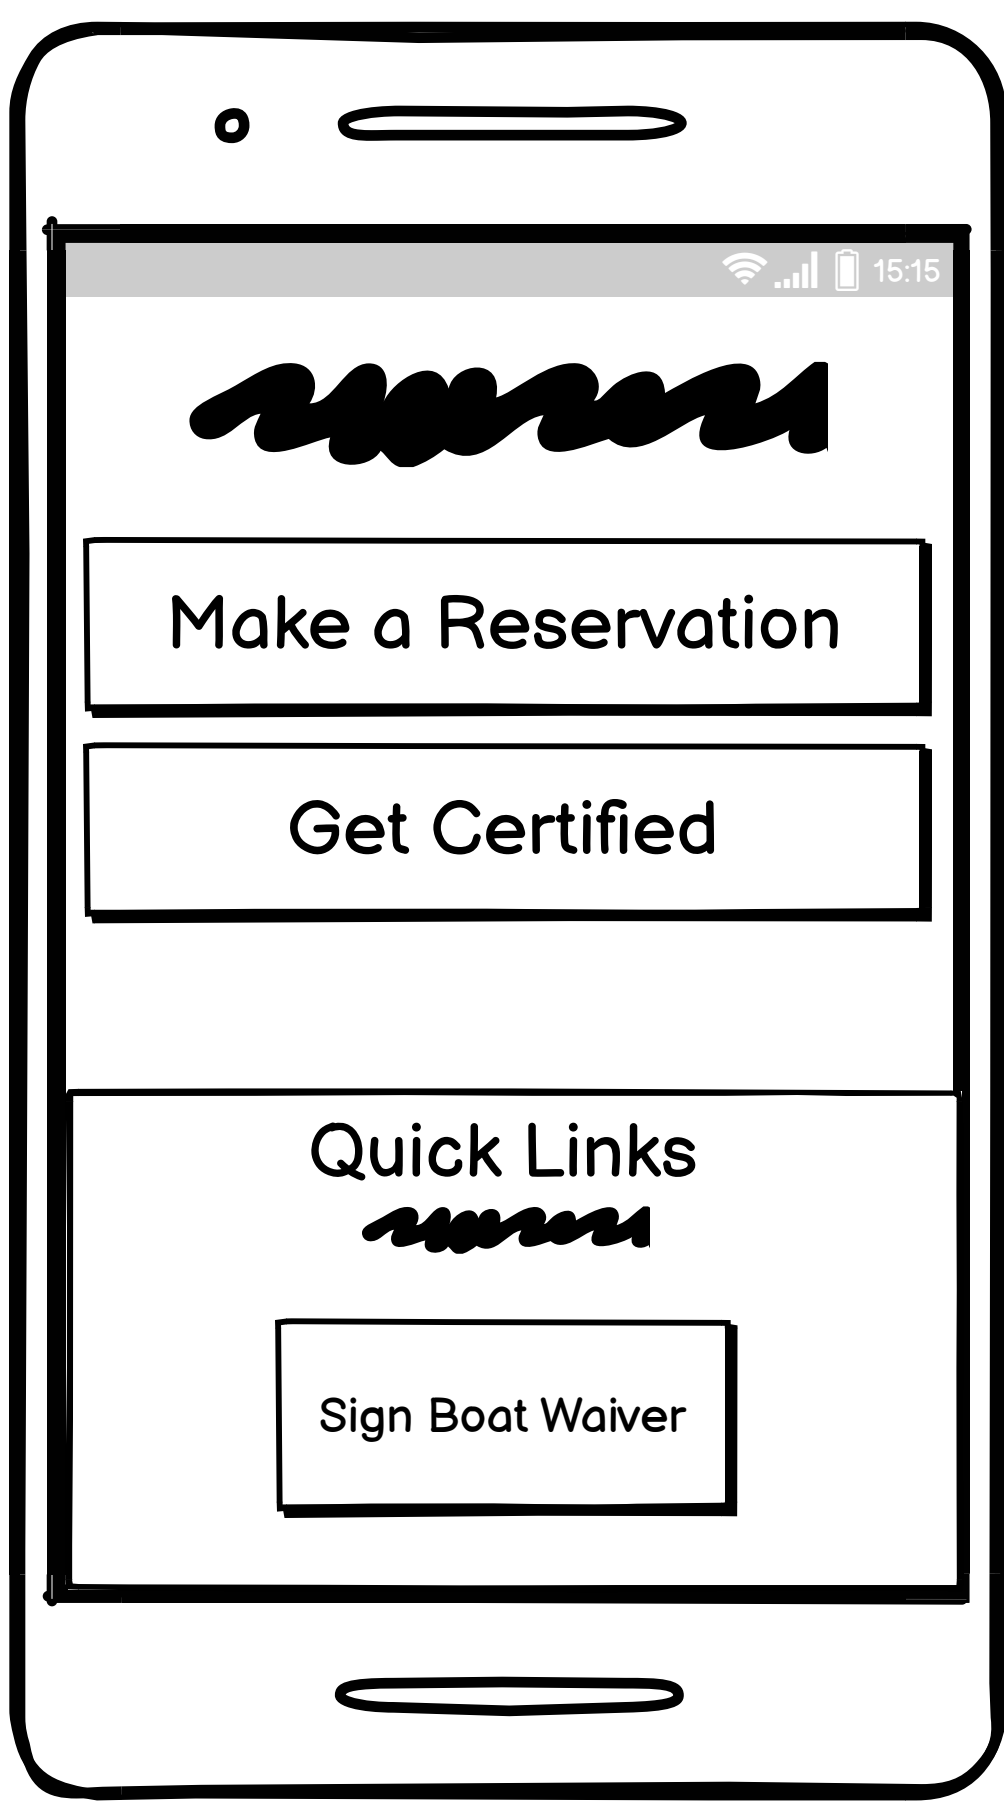 15:15
Make a Reservation
Get Certified
Quick Links
Sign Boat Waiver